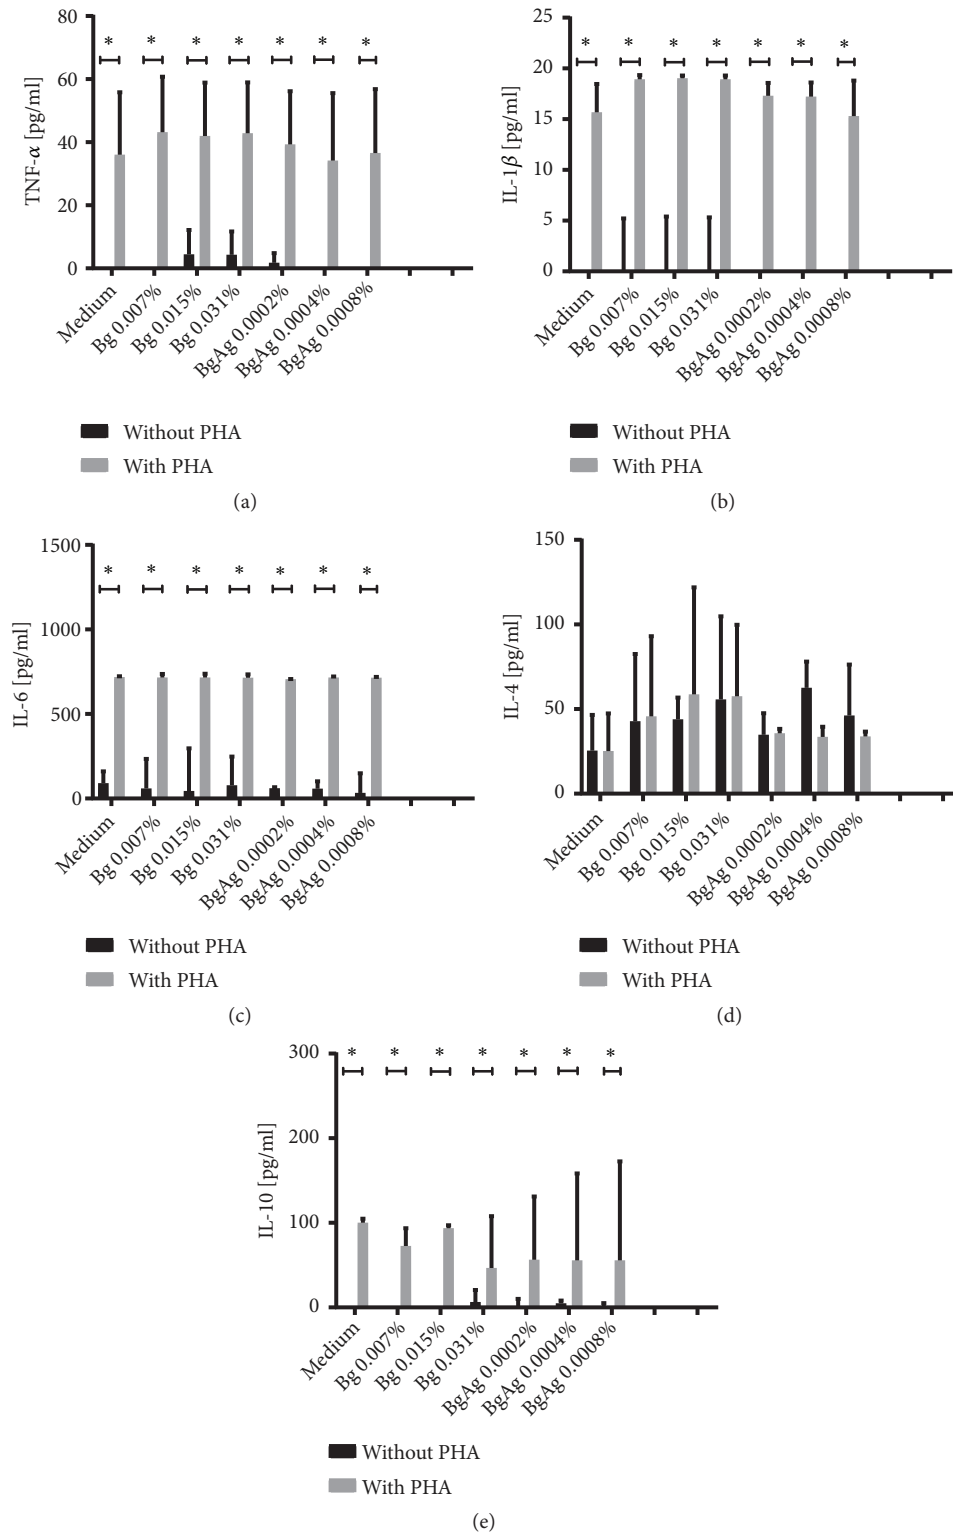 80
60
40
20
0
TNF-α [pg/ml]
* * * * * * *
Medium
Bg 0.007%
Bg 0.015%
Bg 0.031%
BgAg 0.0002%
BgAg 0.0004%
BgAg 0.0008%
Without PHA
With PHA
(a)
25
20
15
10
5
0
IL-1β [pg/ml]
* * * * * * *
Medium
Bg 0.007%
Bg 0.015%
Bg 0.031%
BgAg 0.0002%
BgAg 0.0004%
BgAg 0.0008%
Without PHA
With PHA
(b)
1500
1000
500
0
IL-6 [pg/ml]
* * * * * * *
Medium
Bg 0.007%
Bg 0.015%
Bg 0.031%
BgAg 0.0002%
BgAg 0.0004%
BgAg 0.0008%
Without PHA
With PHA
(c)
150
100
50
0
IL-4 [pg/ml]
Medium
Bg 0.007%
Bg 0.015%
Bg 0.031%
BgAg 0.0002%
BgAg 0.0004%
BgAg 0.0008%
Without PHA
With PHA
(d)
300
200
100
0
IL-10 [pg/ml]
* * * * * * *
Medium
Bg 0.007%
Bg 0.015%
Bg 0.031%
BgAg 0.0002%
BgAg 0.0004%
BgAg 0.0008%
Without PHA
With PHA
(e)